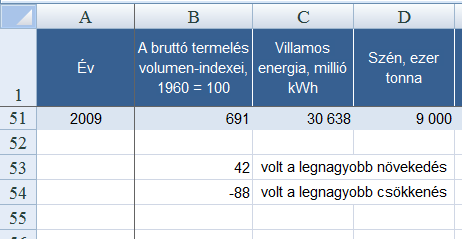 A B C D
1 Év A bruttó termelés volumen-indexei, 1960 = 100 Villamos energia, millió kWh Szén, ezer tonna
51 2009 691 30 638 9 000
52
53 42 volt a legnagyobb növekedés
54 -88 volt a legnagyobb csökkenés
55